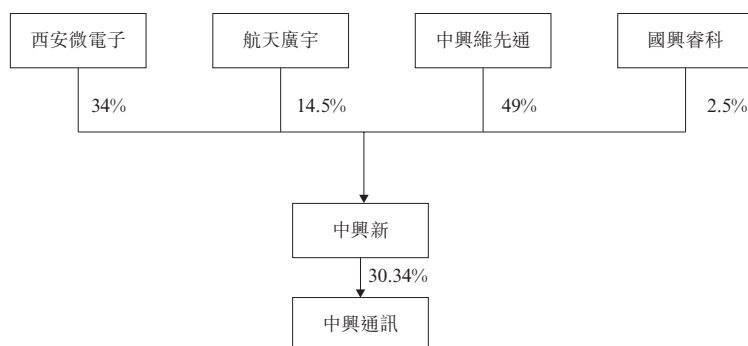 西安微電子
航天廣宇
中興維先通
國興睿科
34%
14.5%
49%
2.5%
中興新
30.34%
中興通訊